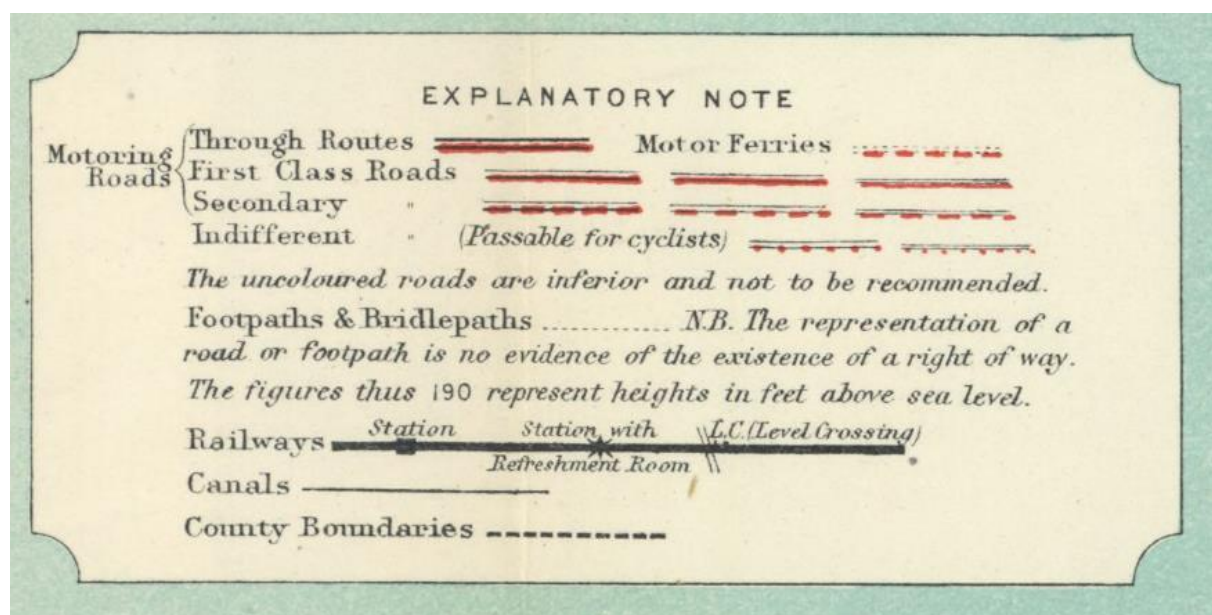 EXPLANATORY NOTE
Motoring Roads
Through Routes Motor Ferries
First Class Roads
Secondary "
Indifferent " (Passable for cyclists)
The uncoloured roads are inferior and not to be recommended.
Footpaths & Bridlepaths ............ N.B. The representation of a
road or footpath is no evidence of the existence of a right of way.
The figures thus 190 represent heights in feet above sea level.
Railways Station Station with L.C.(Level Crossing)
Refreshment Room
Canals
County Boundaries